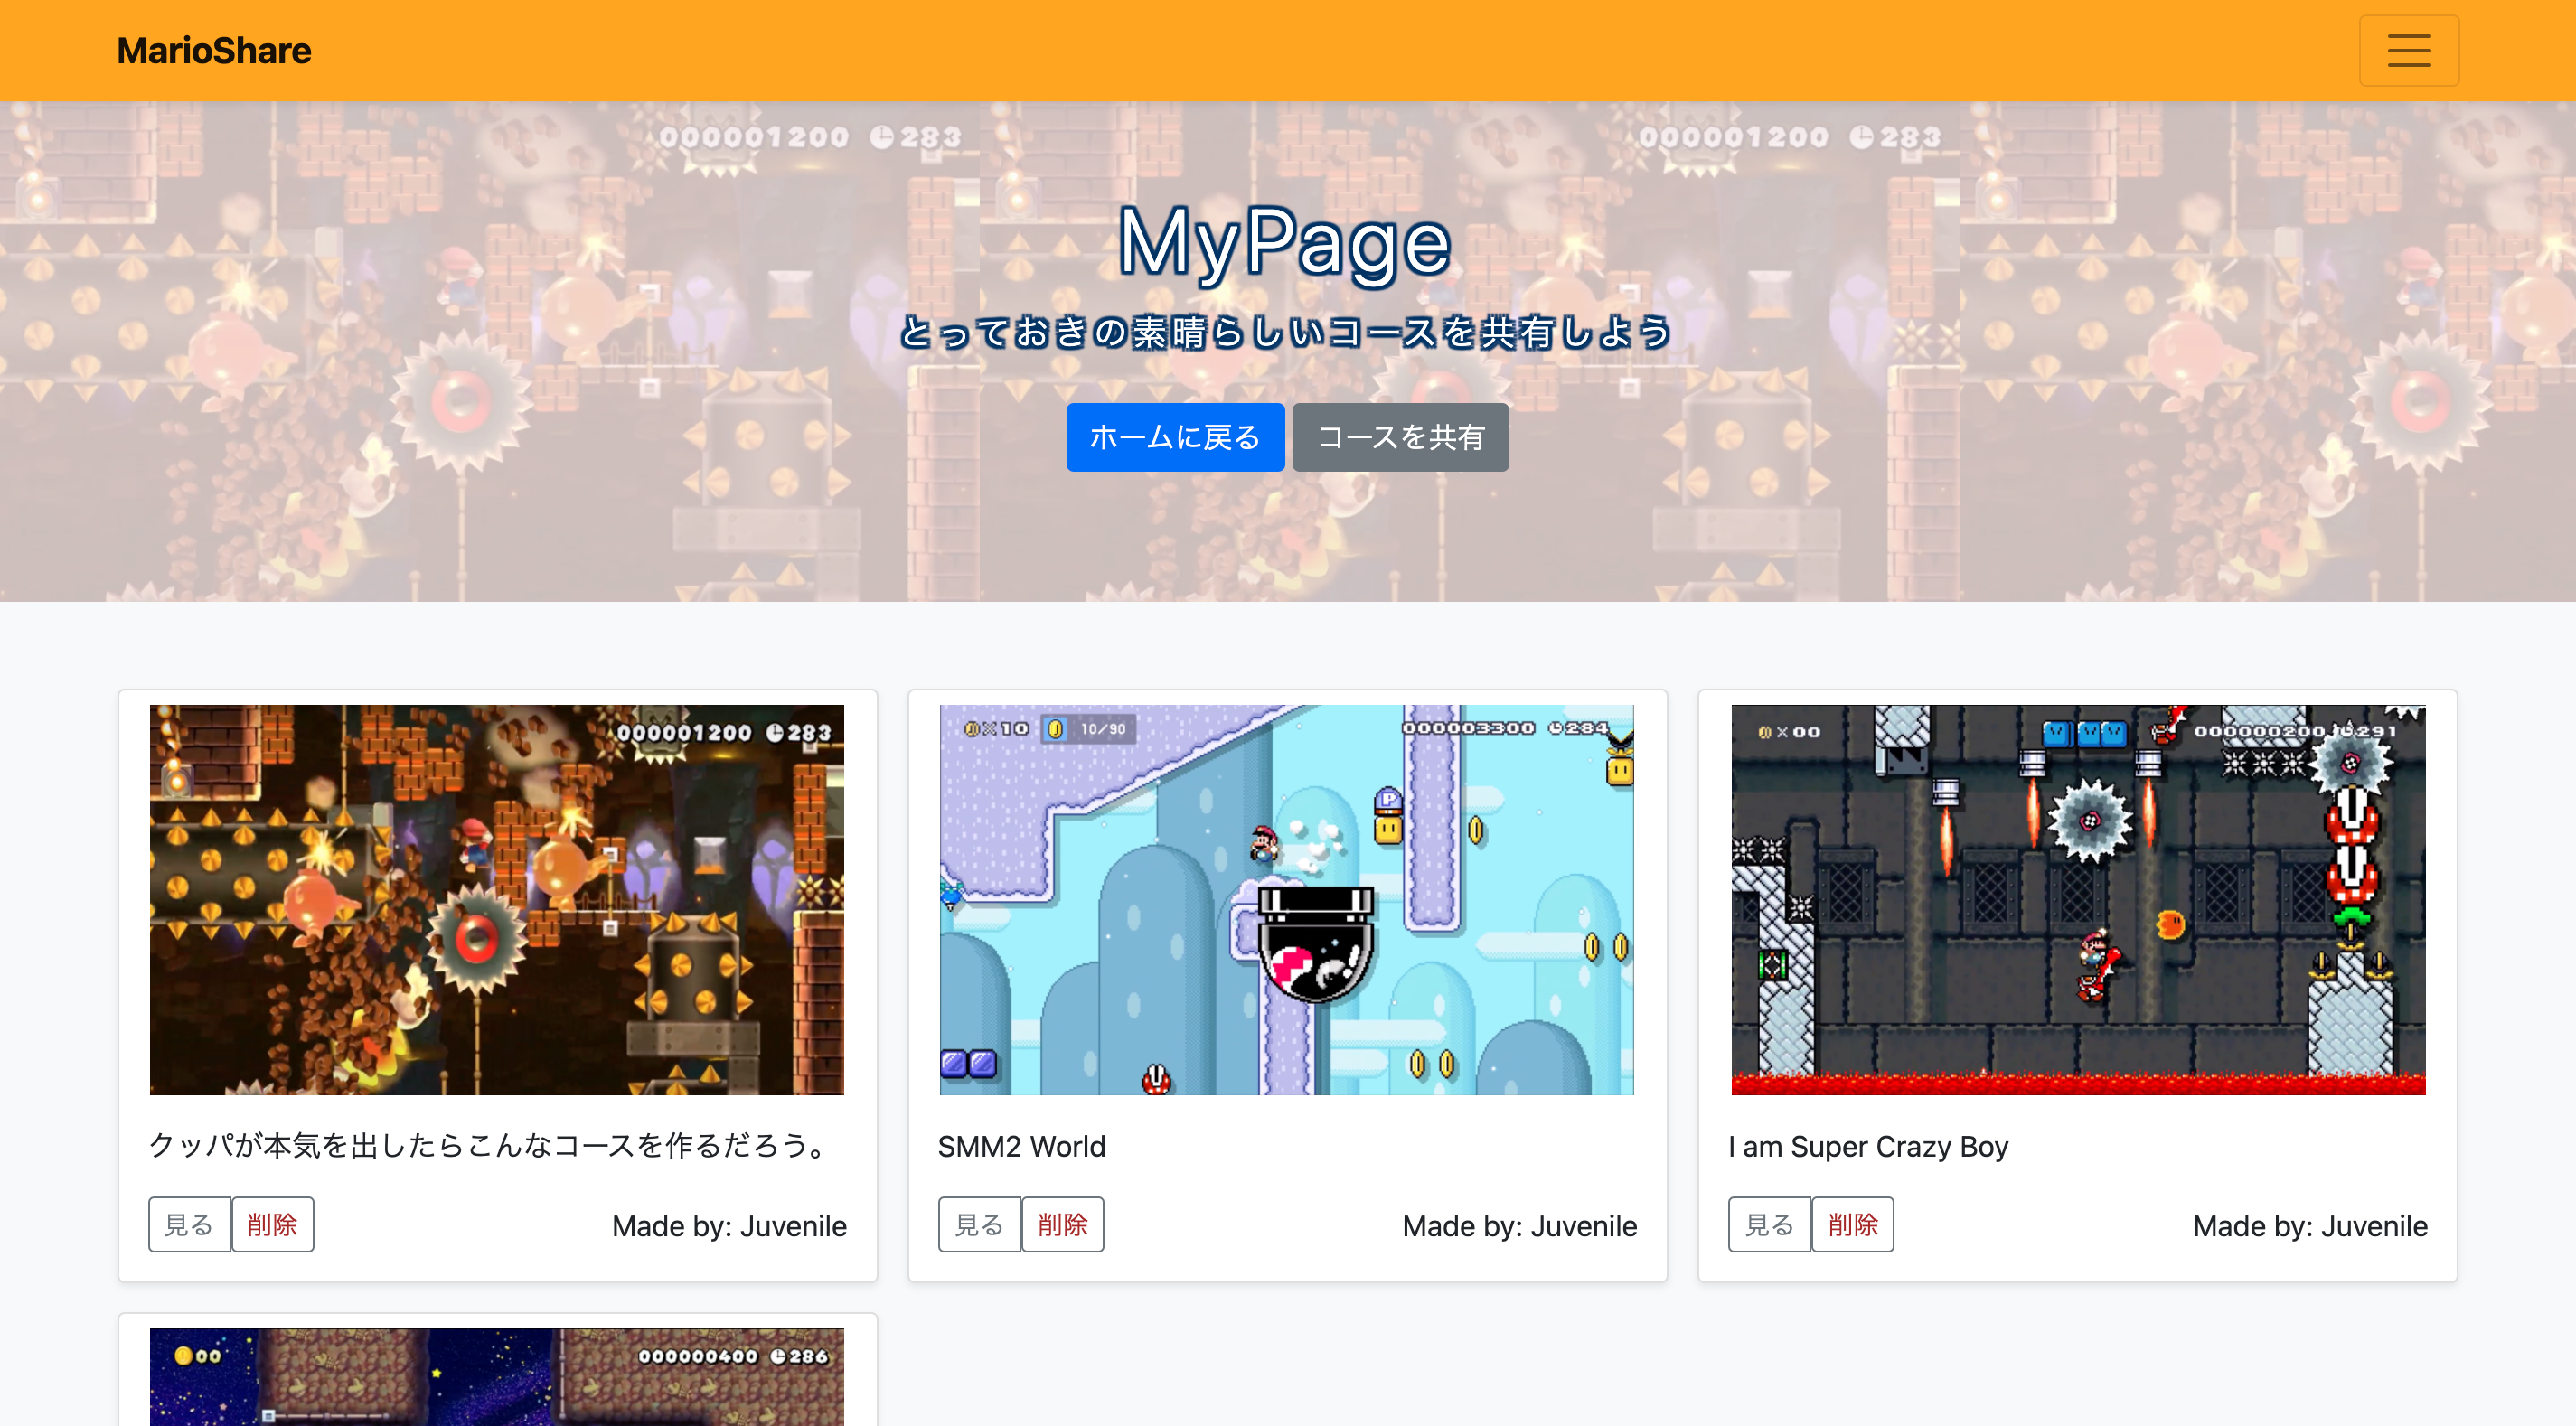 MarioShare
000001200 283
000001200 283
MyPage
とっておきの素晴らしいコースを共有しよう
ホームに戻る コースを共有
000001200 283
×10 10/90 000003300 284
×00 000000200 291
クッパが本気を出したらこんなコースを作るだろう。
SMM2 World
I am Super Crazy Boy
見る 削除 Made by: Juvenile
見る 削除 Made by: Juvenile
見る 削除 Made by: Juvenile
00 000000400 286